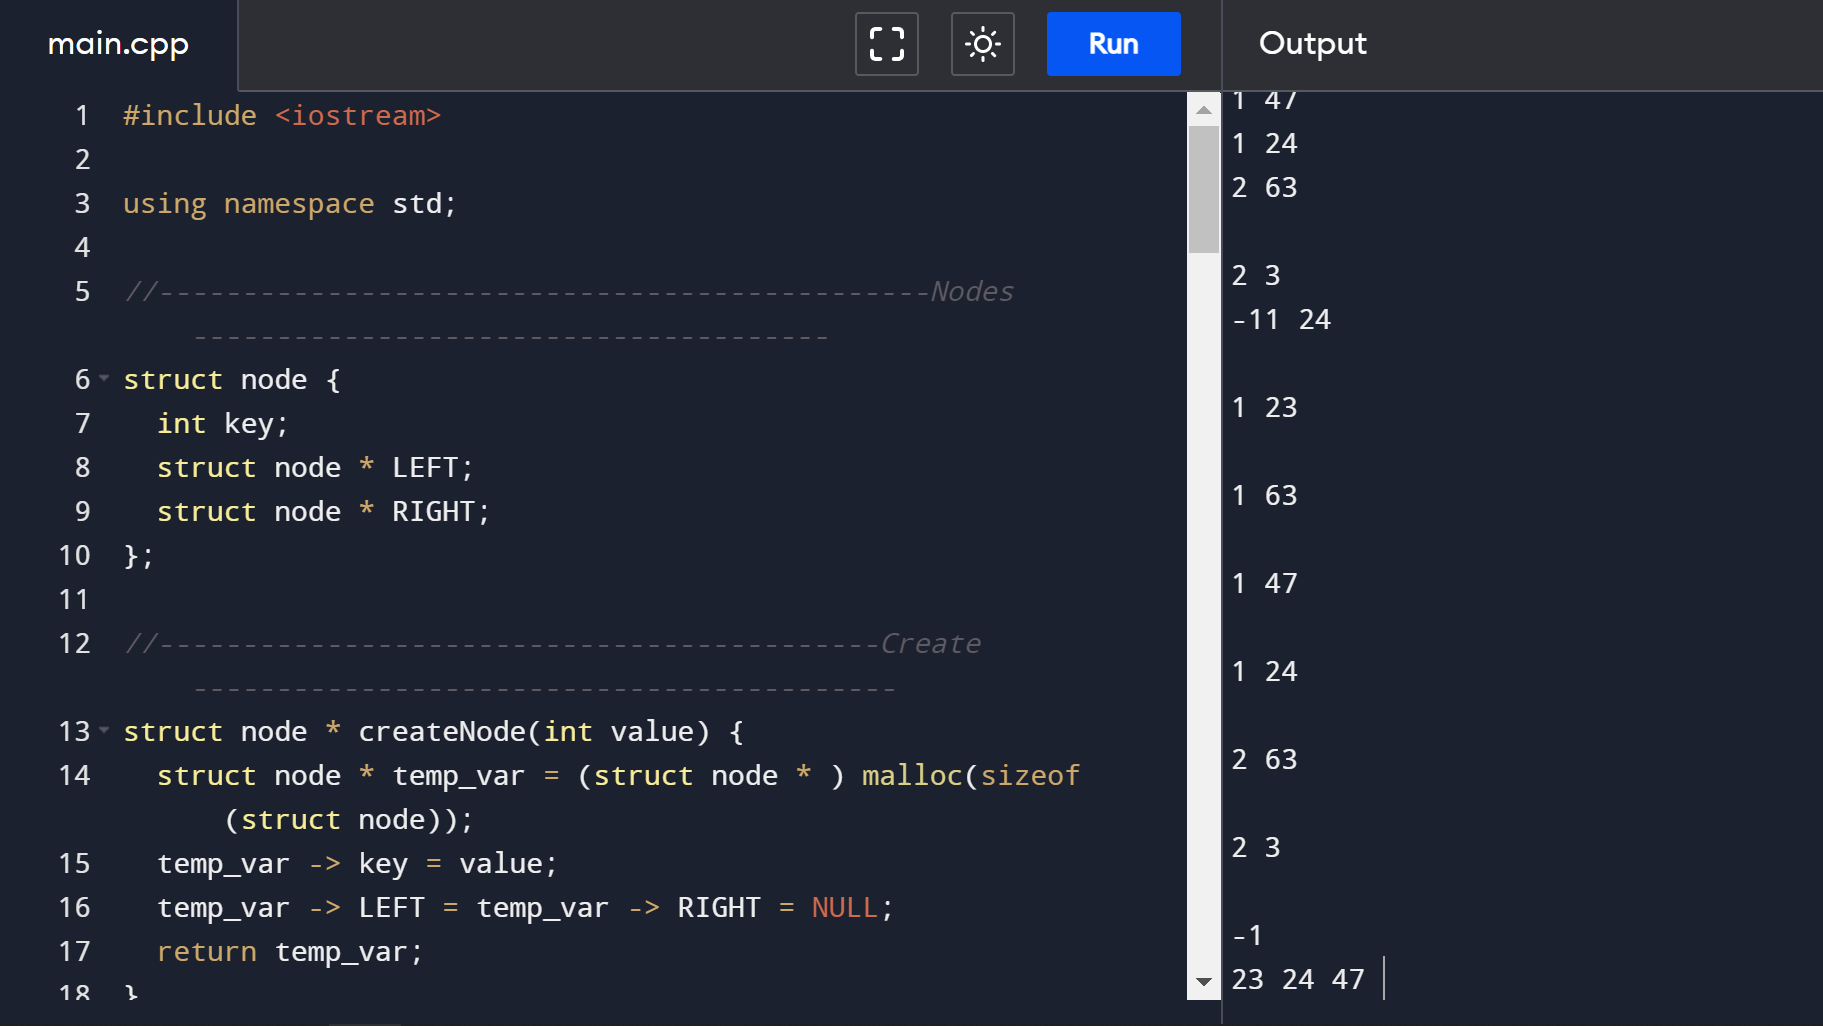 main.cpp
Run
Output
1 #include <iostream>
2
3 using namespace std;
4
5 //----------------------------------------------Nodes
--------------------------------------
6 struct node {
7 int key;
8 struct node * LEFT;
9 struct node * RIGHT;
10 };
11
12 //-------------------------------------------Create
------------------------------------------
13 struct node * createNode(int value) {
14 struct node * temp_var = (struct node * ) malloc(sizeof
(struct node));
15 temp_var -> key = value;
16 temp_var -> LEFT = temp_var -> RIGHT = NULL;
17 return temp_var;
18 }
1 47
1 24
2 63
2 3
-11 24
1 23
1 63
1 47
1 24
2 63
2 3
-1
23 24 47